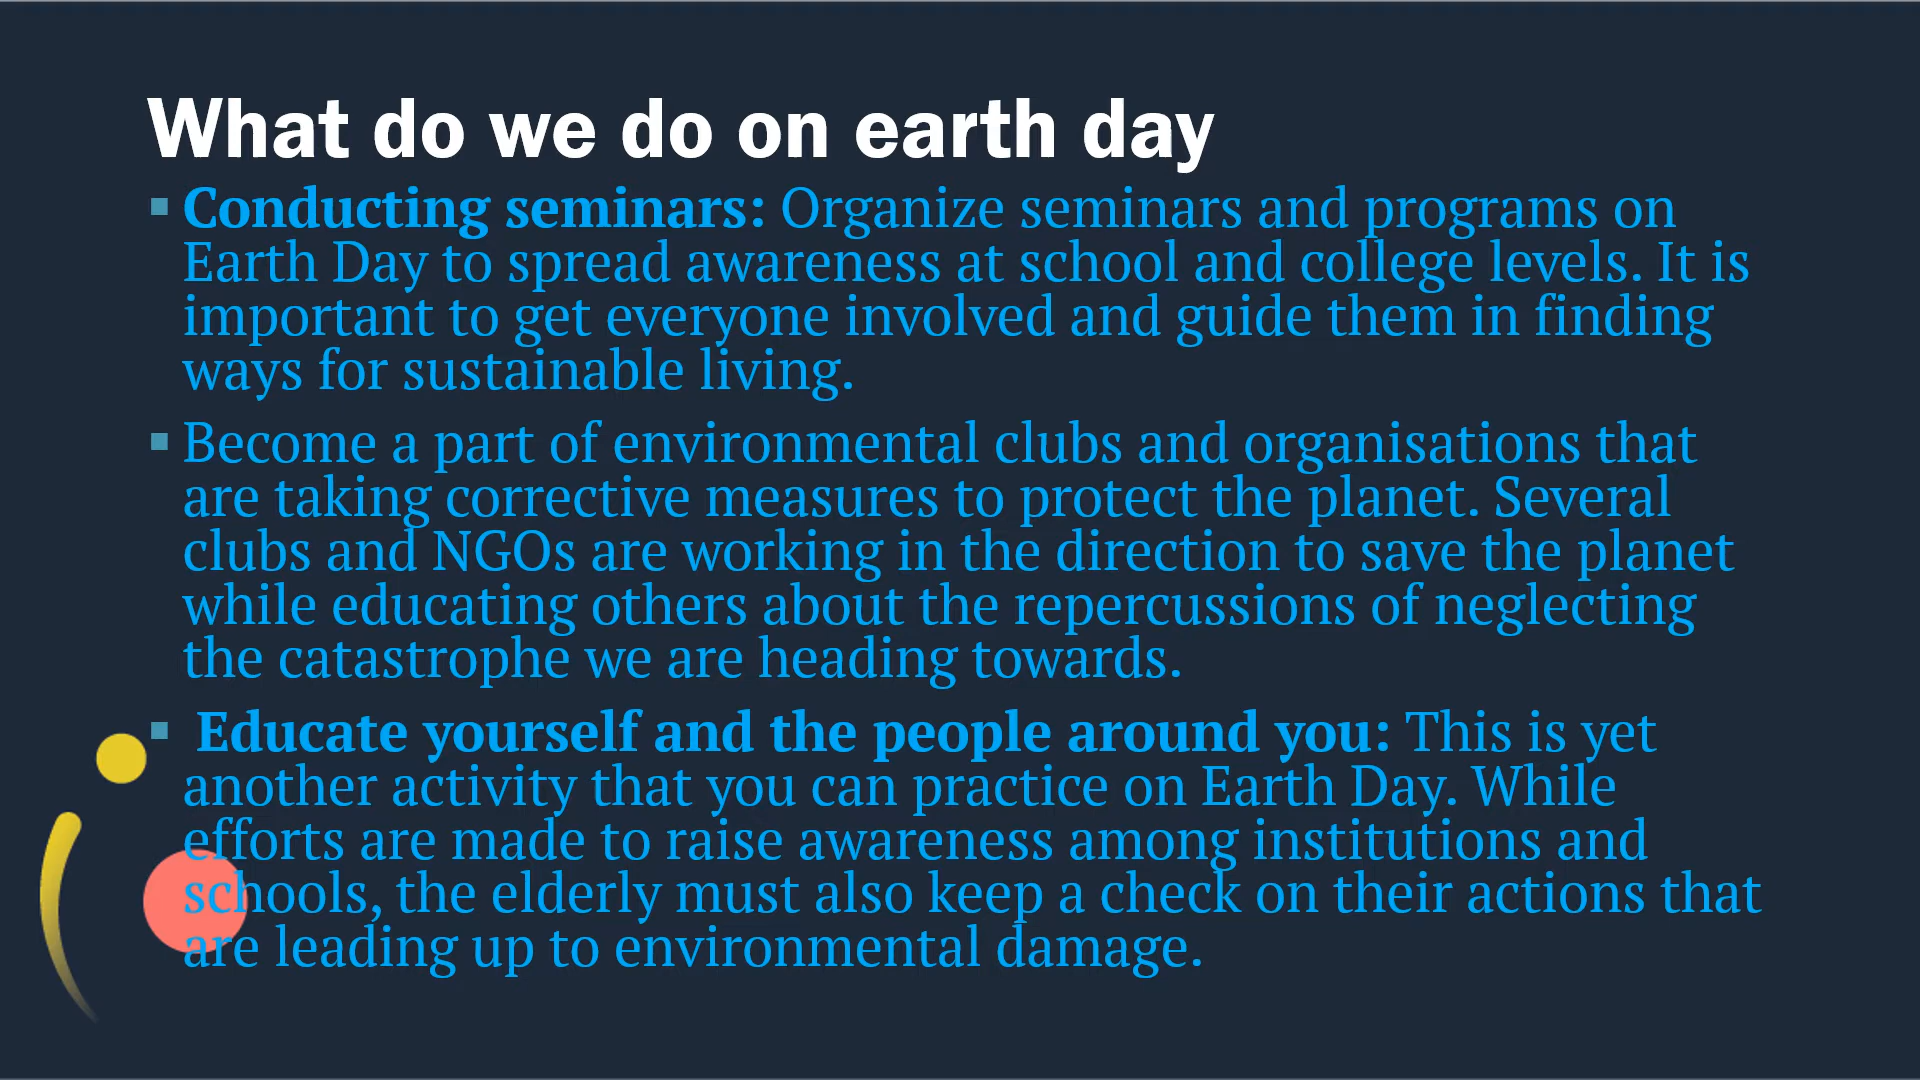 What do we do on earth day
Conducting seminars: Organize seminars and programs on
Earth Day to spread awareness at school and college levels. It is
important to get everyone involved and guide them in finding
ways for sustainable living.
Become a part of environmental clubs and organisations that
are taking corrective measures to protect the planet. Several
clubs and NGOs are working in the direction to save the planet
while educating others about the repercussions of neglecting
the catastrophe we are heading towards.
Educate yourself and the people around you: This is yet
another activity that you can practice on Earth Day. While
efforts are made to raise awareness among institutions and
schools, the elderly must also keep a check on their actions that
are leading up to environmental damage.